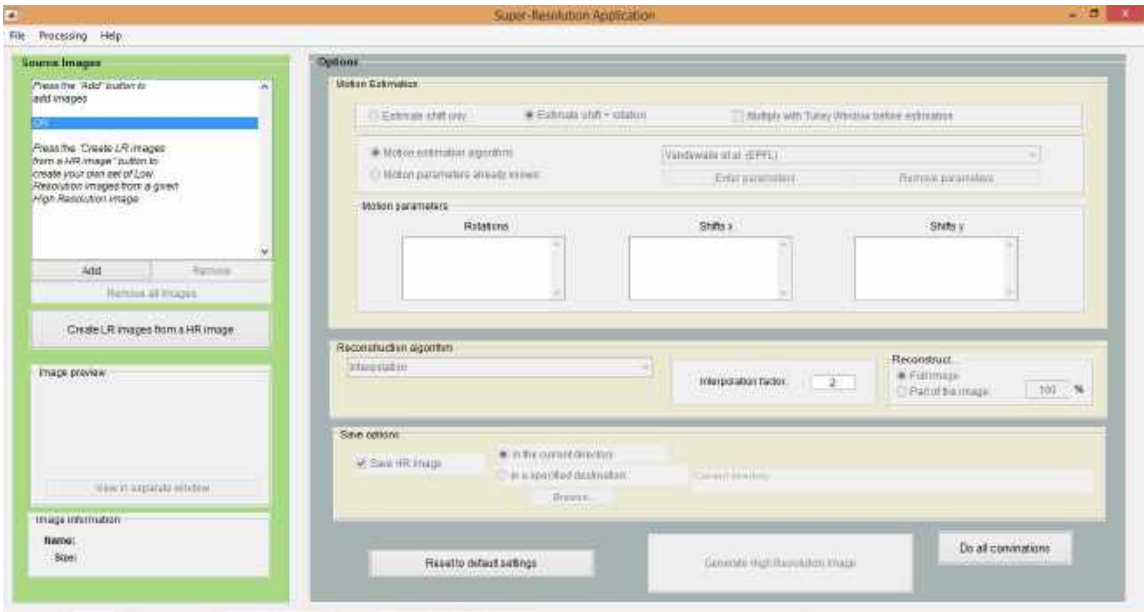 Super-Resolution Application
File Processing Help
Source Images
Press the "Add" button to
add images
OR
Press the "Create LR images
from a HR image" button to
create your own set of Low
Resolution images from a given
High Resolution image
Add Remove
Remove all images
Create LR images from a HR image
Image preview
View in separate window
Image information
Name:
Size:
Options
Motion Estimation
Estimate shift only Estimate shift + rotation Multiply with Tukey Window before estimation
Motion estimation algorithm Vandewalle et al. (EPFL)
Motion parameters already known: Enter parameters Remove parameters
Motion parameters
Rotations Shifts x Shifts y
Reconstruction algorithm
Interpolation
Interpolation factor: 2
Reconstruct...
Full image
Part of the image: 100 %
Save options
Save HR image
in the current directory
in a specified destination: Current directory
Browse...
Reset to default settings
Generate High Resolution Image
Do all convinations